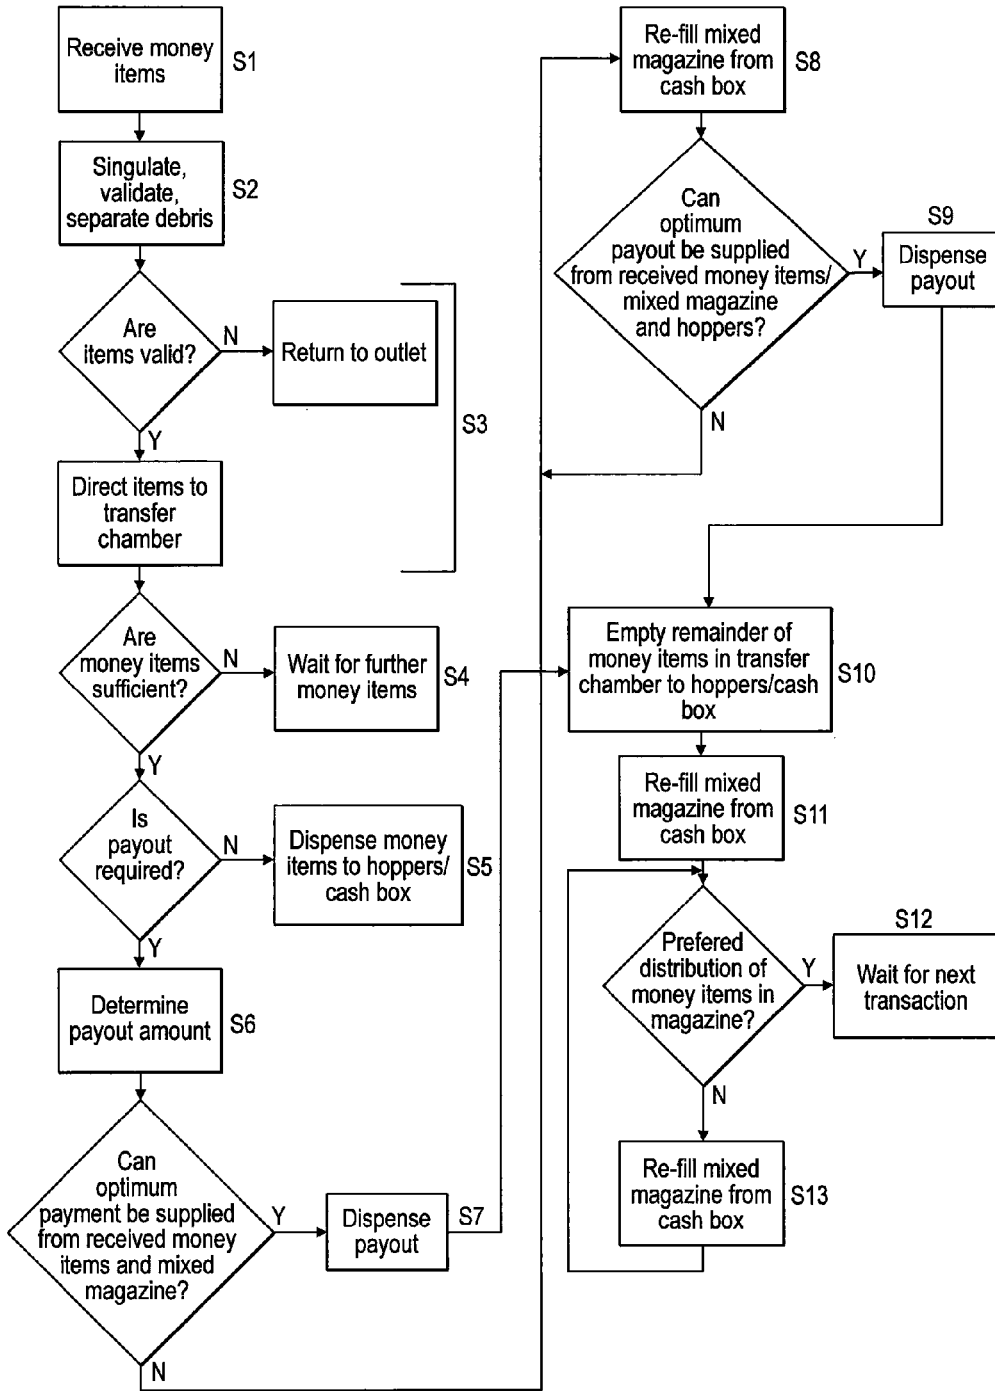 Receive money
items
S1
Singulate,
validate,
separate debris
S2
Are
items valid?
N
Return to outlet
S3
Y
Direct items to
transfer
chamber
Are
money items
sufficient?
N
Wait for further
money items
S4
Y
Is
payout
required?
N
Dispense money
items to hoppers/
cash box
S5
Y
Determine
payout amount
S6
Can
optimum
payment be supplied
from received money
items and mixed
magazine?
Y
Dispense
payout
S7
N
Re-fill mixed
magazine from
cash box
S8
Can
optimum
payout be supplied
from received money items/
mixed magazine
and hoppers?
Y
S9
Dispense
payout
N
Empty remainder of
money items in transfer
chamber to hoppers/cash
box
S10
Re-fill mixed
magazine from
cash box
S11
Prefered
distribution of
money items in
magazine?
Y
S12
Wait for next
transaction
N
Re-fill mixed
magazine from
cash box
S13